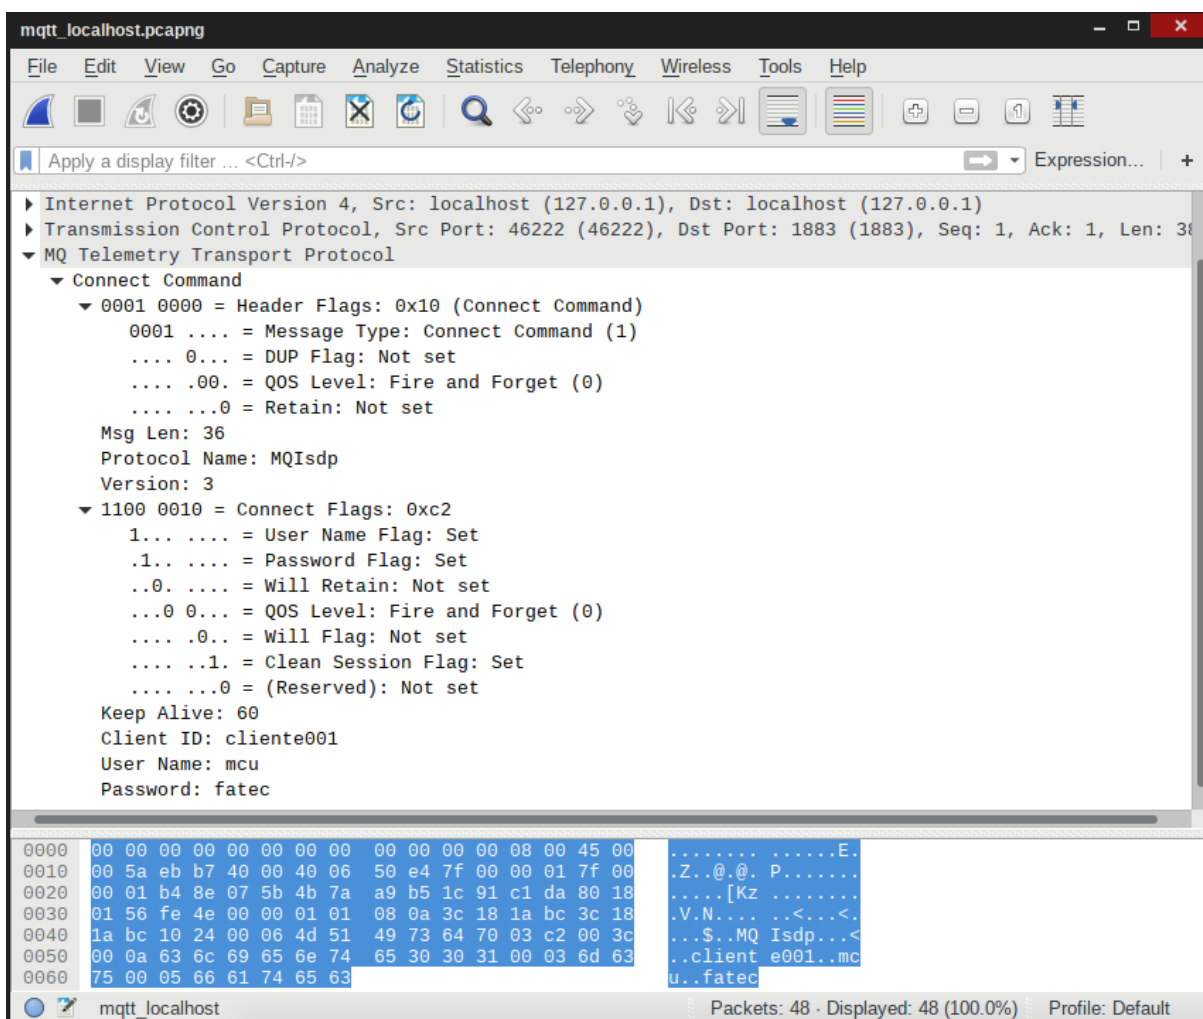 mqtt_localhost.pcapng
File Edit View Go Capture Analyze Statistics Telephony Wireless Tools Help
Apply a display filter ... <Ctrl-/> Expression... +
Internet Protocol Version 4, Src: localhost (127.0.0.1), Dst: localhost (127.0.0.1)
Transmission Control Protocol, Src Port: 46222 (46222), Dst Port: 1883 (1883), Seq: 1, Ack: 1, Len: 38
MQ Telemetry Transport Protocol
Connect Command
0001 0000 = Header Flags: 0x10 (Connect Command)
0001 .... = Message Type: Connect Command (1)
.... 0... = DUP Flag: Not set
.... .00. = QOS Level: Fire and Forget (0)
.... ...0 = Retain: Not set
Msg Len: 36
Protocol Name: MQIsdp
Version: 3
1100 0010 = Connect Flags: 0xc2
1... .... = User Name Flag: Set
.1.. .... = Password Flag: Set
..0. .... = Will Retain: Not set
...0 0... = QOS Level: Fire and Forget (0)
.... .0.. = Will Flag: Not set
.... ..1. = Clean Session Flag: Set
.... ...0 = (Reserved): Not set
Keep Alive: 60
Client ID: cliente001
User Name: mcu
Password: fatec
0000 00 00 00 00 00 00 00 00 00 00 00 00 08 00 45 00 ........ ......E.
0010 00 5a eb b7 40 00 40 06 50 e4 7f 00 00 01 7f 00 .Z..@.@. P.......
0020 00 01 b4 8e 07 5b 4b 7a a9 b5 1c 91 c1 da 80 18 .....[Kz ........
0030 01 56 fe 4e 00 00 01 01 08 0a 3c 18 1a bc 3c 18 .V.N.... ..<...<.
0040 1a bc 10 24 00 06 4d 51 49 73 64 70 03 c2 00 3c ...$..MQ Isdp...<
0050 00 0a 63 6c 69 65 6e 74 65 30 30 31 00 03 6d 63 ..client e001..mc
0060 75 00 05 66 61 74 65 63 u..fatec
mqtt_localhost Packets: 48 · Displayed: 48 (100.0%) Profile: Default